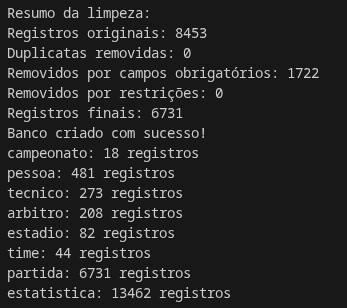 Resumo da limpeza:
Registros originais: 8453
Duplicatas removidas: 0
Removidos por campos obrigatórios: 1722
Removidos por restrições: 0
Registros finais: 6731
Banco criado com sucesso!
campeonato: 18 registros
pessoa: 481 registros
tecnico: 273 registros
arbitro: 208 registros
estadio: 82 registros
time: 44 registros
partida: 6731 registros
estatistica: 13462 registros